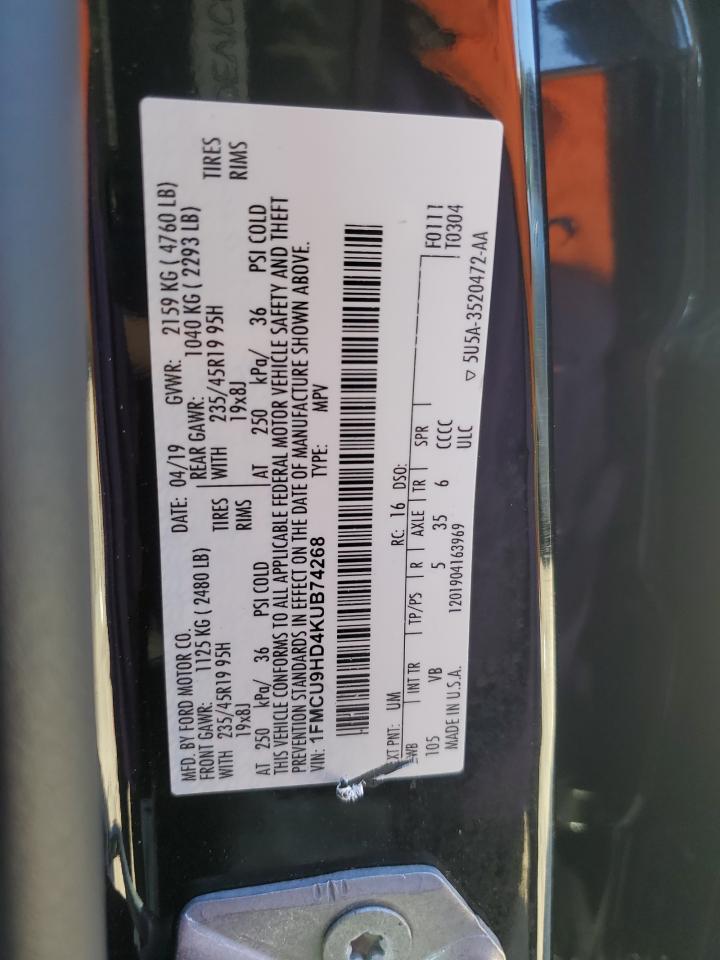 MFD. BY FORD MOTOR CO.
DATE: 04/19 GVWR: 2159 KG ( 4760 LB)
FRONT GAWR: 1125 KG ( 2480 LB) REAR GAWR: 1040 KG ( 2293 LB)
WITH 235/45R19 95H TIRES WITH 235/45R19 95H TIRES
19x8J RIMS 19x8J RIMS
AT 250 kPa/ 36 PSI COLD AT 250 kPa/ 36 PSI COLD
THIS VEHICLE CONFORMS TO ALL APPLICABLE FEDERAL MOTOR VEHICLE SAFETY AND THEFT
PREVENTION STANDARDS IN EFFECT ON THE DATE OF MANUFACTURE SHOWN ABOVE.
VIN: 1FMCU9HD4KUB74268 TYPE: MPV
EXT PNT: UM RC: 16 DSO: F0111
WB INT TR TP/PS R AXLE TR SPR T0304
105 VB 5 35 6 CCCC
MADE IN U.S.A. 1201904163969 ULC
▽ 5U5A-3520472-AA